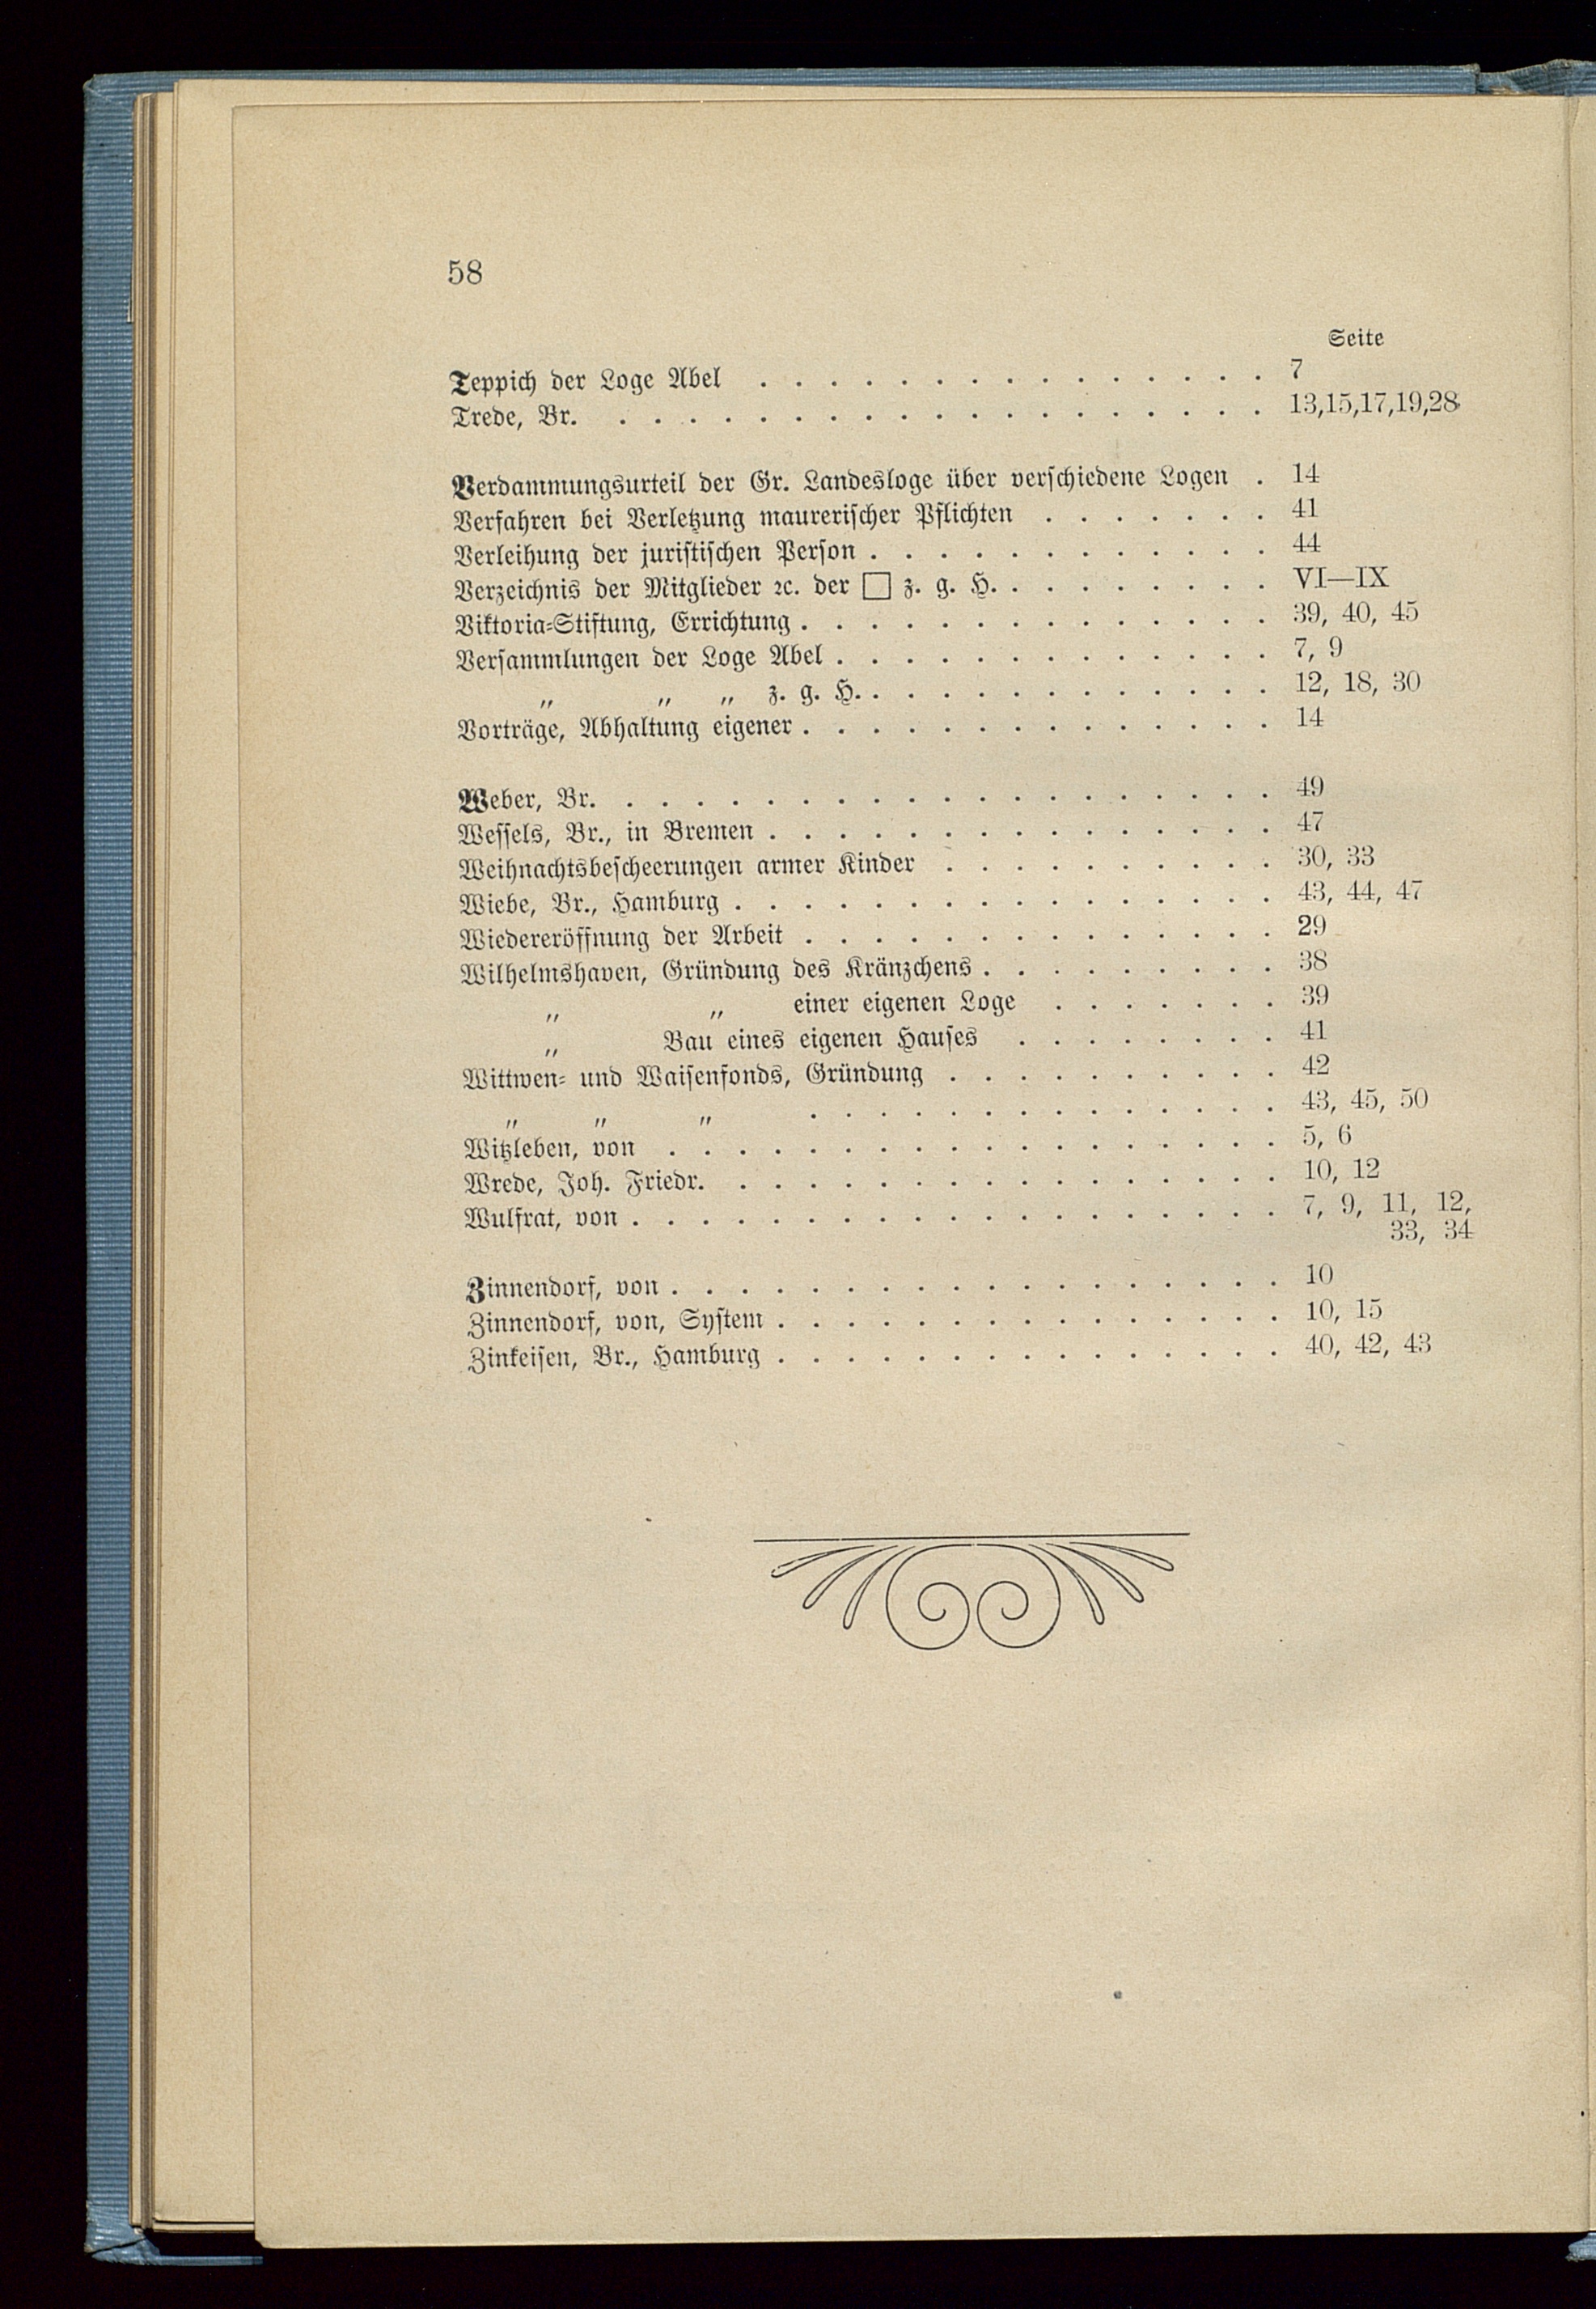 58
Seite
Teppich der Loge Abel . . . . . . . . . . . . . . . 7
Trede, Br. . . . . . . . . . . . . . . . . . . . 13,15,17,19,28
Verdammungsurteil der Gr. Landesloge über verschiedene Logen . 14
Verfahren bei Verletzung maurerischer Pflichten . . . . . . . 41
Verleihung der juristischen Person . . . . . . . . . . . . 44
Verzeichnis der Mitglieder ꝛc. der □ z. g. H. . . . . . . . . VI—IX
Viktoria-Stiftung, Errichtung . . . . . . . . . . . . . . 39, 40, 45
Versammlungen der Loge Abel . . . . . . . . . . . . . 7, 9
„ „ „ z. g. H. . . . . . . . . . . . . 12, 18, 30
Vorträge, Abhaltung eigener . . . . . . . . . . . . . . 14
Weber, Br. . . . . . . . . . . . . . . . . . . . 49
Wessels, Br., in Bremen . . . . . . . . . . . . . . . 47
Weihnachtsbescheerungen armer Kinder . . . . . . . . . . 30, 33
Wiebe, Br., Hamburg . . . . . . . . . . . . . . . . 43, 44, 47
Wiedereröffnung der Arbeit . . . . . . . . . . . . . . 29
Wilhelmshaven, Gründung des Kränzchens . . . . . . . . . 38
„ „ einer eigenen Loge . . . . . . . 39
„ Bau eines eigenen Hauses . . . . . . . . 41
Wittwen- und Waisenfonds, Gründung . . . . . . . . . . 42
„ „ „ . . . . . . . . . . . . . . 43, 45, 50
Witzleben, von . . . . . . . . . . . . . . . . . . 5, 6
Wrede, Joh. Friedr. . . . . . . . . . . . . . . . . 10, 12
Wulfrat, von . . . . . . . . . . . . . . . . . . . 7, 9, 11, 12,
33, 34
Zinnendorf, von . . . . . . . . . . . . . . . . . . 10
Zinnendorf, von, System . . . . . . . . . . . . . . . 10, 15
Zinkeisen, Br., Hamburg . . . . . . . . . . . . . . . 40, 42, 43